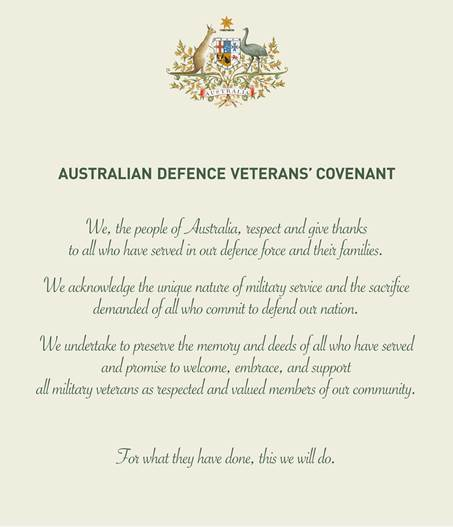 AUSTRALIA
AUSTRALIAN DEFENCE VETERANS’ COVENANT
We, the people of Australia, respect and give thanks
to all who have served in our defence force and their families.
We acknowledge the unique nature of military service and the sacrifice
demanded of all who commit to defend our nation.
We undertake to preserve the memory and deeds of all who have served
and promise to welcome, embrace, and support
all military veterans as respected and valued members of our community.
For what they have done, this we will do.